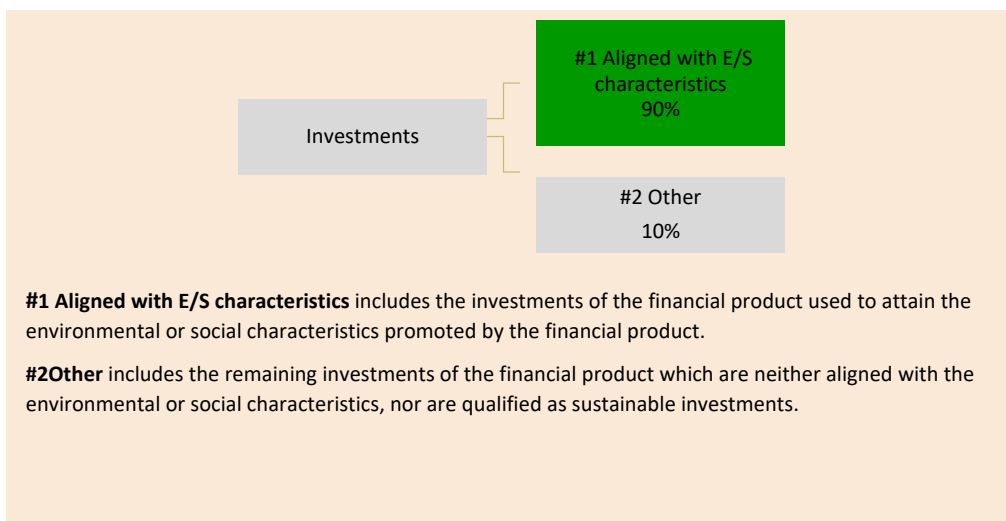 #1 Aligned with E/S
characteristics
90%
Investments
#2 Other
10%
#1 Aligned with E/S characteristics includes the investments of the financial product used to attain the
environmental or social characteristics promoted by the financial product.
#2Other includes the remaining investments of the financial product which are neither aligned with the
environmental or social characteristics, nor are qualified as sustainable investments.